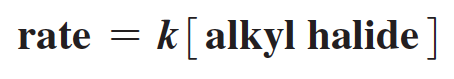 rate = k[alkyl halide]